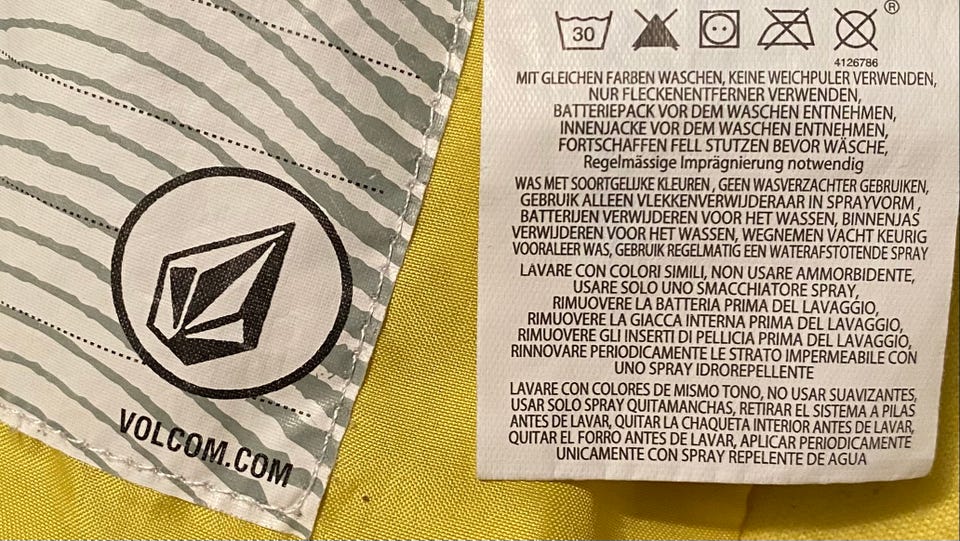 VOLCOM.COM
30
®
4126786
MIT GLEICHEN FARBEN WASCHEN, KEINE WEICHPULER VERWENDEN,
NUR FLECKENENTFERNER VERWENDEN,
BATTERIEPACK VOR DEM WASCHEN ENTNEHMEN,
INNENJACKE VOR DEM WASCHEN ENTNEHMEN,
FORTSCHAFFEN FELL STUTZEN BEVOR WÄSCHE,
Regelmässige Imprägnierung notwendig
WAS MET SOORTGELIJKE KLEUREN , GEEN WASVERZACHTER GEBRUIKEN,
GEBRUIK ALLEEN VLEKKENVERWIJDERAAR IN SPRAYVORM ,
BATTERIJEN VERWIJDEREN VOOR HET WASSEN, BINNENJAS
VERWIJDEREN VOOR HET WASSEN, WEGNEMEN VACHT KEURIG
VOORALEER WAS, GEBRUIK REGELMATIG EEN WATERAFSTOTENDE SPRAY
LAVARE CON COLORI SIMILI, NON USARE AMMORBIDENTE,
USARE SOLO UNO SMACCHIATORE SPRAY,
RIMUOVERE LA BATTERIA PRIMA DEL LAVAGGIO,
RIMUOVERE LA GIACCA INTERNA PRIMA DEL LAVAGGIO,
RIMUOVERE GLI INSERTI DI PELLICIA PRIMA DEL LAVAGGIO,
RINNOVARE PERIODICAMENTE LE STRATO IMPERMEABILE CON
UNO SPRAY IDROREPELLENTE
LAVARE CON COLORES DE MISMO TONO, NO USAR SUAVIZANTES,
USAR SOLO SPRAY QUITAMANCHAS, RETIRAR EL SISTEMA A PILAS
ANTES DE LAVAR, QUITAR LA CHAQUETA INTERIOR ANTES DE LAVAR,
QUITAR EL FORRO ANTES DE LAVAR, APLICAR PERIODICAMENTE
UNICAMENTE CON SPRAY REPELENTE DE AGUA